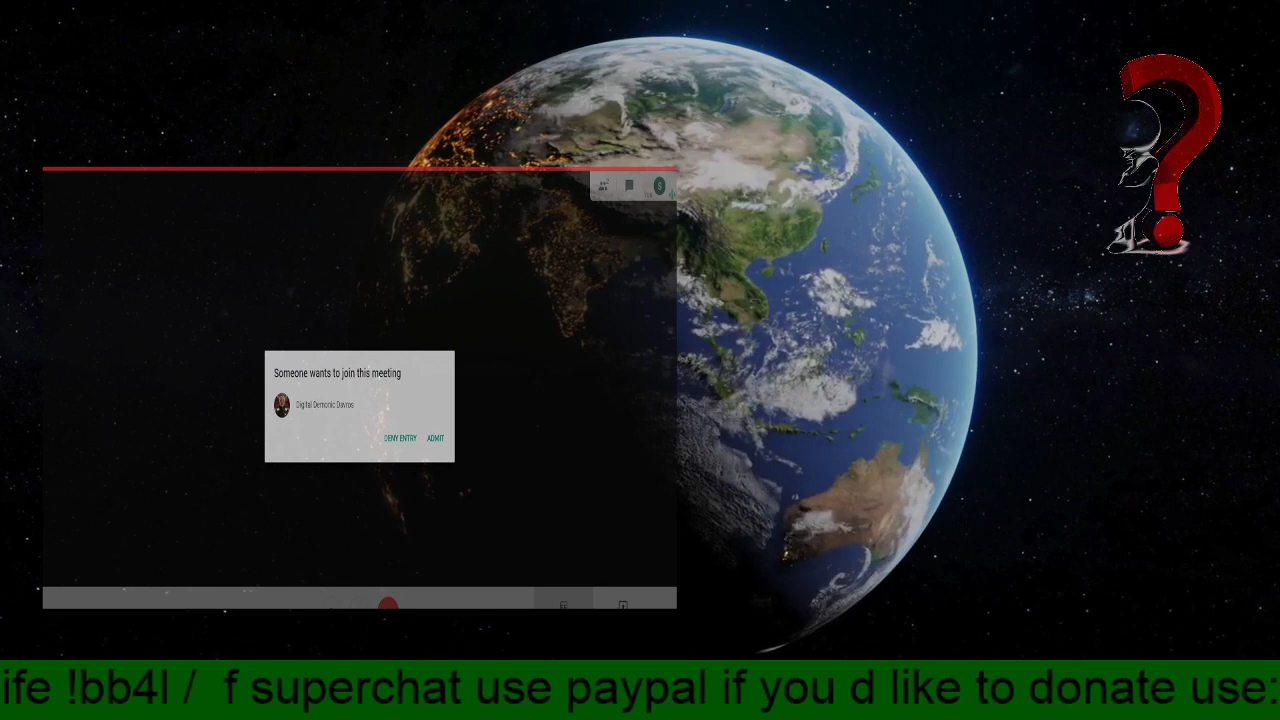 Someone wants to join this meeting
Digital Demonic Davros
DENY ENTRY ADMIT
ife !bb4l / f superchat use paypal if you d like to donate use: